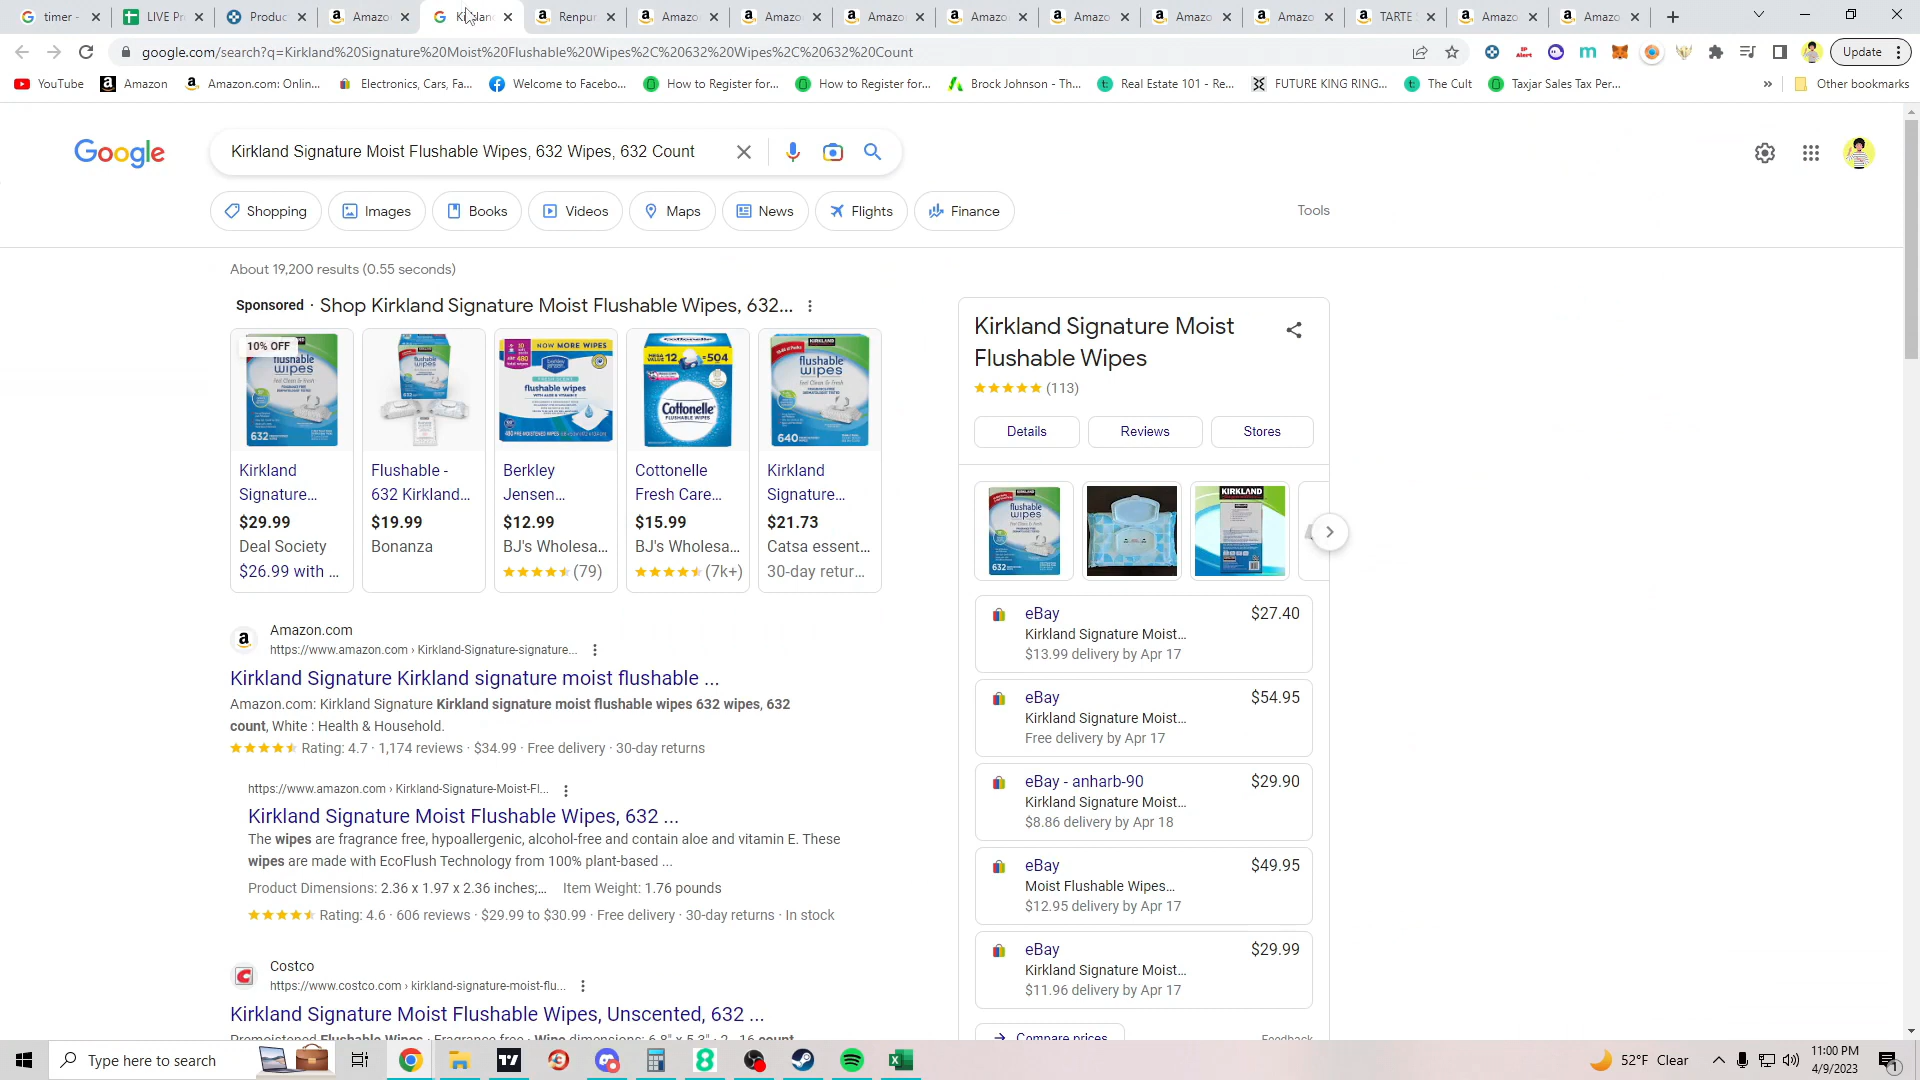 timer -
LIVE Pr
Produc
Amazo
Kirklan
Renpur
Amazo
Amazo
Amazo
Amazo
Amazo
Amazo
Amazo
TARTE
Amazo
Amazo
google.com/search?q=Kirkland%20Signature%20Moist%20Flushable%20Wipes%2C%20632%20Wipes%2C%20632%20Count
Update
YouTube
Amazon
Amazon.com: Onlin...
Electronics, Cars, Fa...
Welcome to Facebo...
How to Register for...
How to Register for...
Brock Johnson - Th...
Real Estate 101 - Re...
FUTURE KING RING...
The Cult
Taxjar Sales Tax Per...
»
Other bookmarks
Google
Kirkland Signature Moist Flushable Wipes, 632 Wipes, 632 Count
Shopping
Images
Books
Videos
Maps
News
Flights
Finance
Tools
About 19,200 results (0.55 seconds)
Sponsored · Shop Kirkland Signature Moist Flushable Wipes, 632...
10% OFF
flushable
wipes
632
Kirkland
Signature...
$29.99
Deal Society
$26.99 with ...
Flushable -
632 Kirkland...
$19.99
Bonanza
NOW MORE WIPES
flushable wipes
Berkley
Jensen...
$12.99
BJ's Wholesa...
(79)
12 = 504
Cottonelle
FLUSHABLE WIPES
Cottonelle
Fresh Care...
$15.99
BJ's Wholesa...
(7k+)
KIRKLAND
flushable
wipes
640
Kirkland
Signature...
$21.73
Catsa essent...
30-day retur...
Amazon.com
https://www.amazon.com › Kirkland-Signature-signature...
Kirkland Signature Kirkland signature moist flushable ...
Amazon.com: Kirkland Signature Kirkland signature moist flushable wipes 632 wipes, 632
count, White : Health & Household.
Rating: 4.7 · 1,174 reviews · $34.99 · Free delivery · 30-day returns
https://www.amazon.com › Kirkland-Signature-Moist-Fl...
Kirkland Signature Moist Flushable Wipes, 632 ...
The wipes are fragrance free, hypoallergenic, alcohol-free and contain aloe and vitamin E. These
wipes are made with EcoFlush Technology from 100% plant-based ...
Product Dimensions: 2.36 x 1.97 x 2.36 inches;... Item Weight: 1.76 pounds
Rating: 4.6 · 606 reviews · $29.99 to $30.99 · Free delivery · 30-day returns · In stock
Costco
https://www.costco.com › kirkland-signature-moist-flu...
Kirkland Signature Moist Flushable Wipes, Unscented, 632 ...
Premoistened Flushable Wipes · Fragrance free · Wipe dimensions: 6.8" x 5.3" · 2 - 16 count
Kirkland Signature Moist
Flushable Wipes
(113)
Details
Reviews
Stores
flushable
wipes
632
KIRKLAND
eBay
$27.40
Kirkland Signature Moist...
$13.99 delivery by Apr 17
eBay
$54.95
Kirkland Signature Moist...
Free delivery by Apr 17
eBay - anharb-90
$29.90
Kirkland Signature Moist...
$8.86 delivery by Apr 18
eBay
$49.95
Moist Flushable Wipes...
$12.95 delivery by Apr 17
eBay
$29.99
Kirkland Signature Moist...
$11.96 delivery by Apr 17
Compare prices
Feedback
Type here to search
52°F Clear
11:00 PM
4/9/2023
1